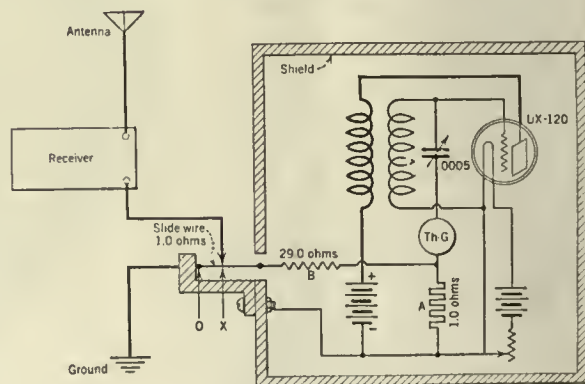 Antenna
Shield
UX-120
.0005
Receiver
Slide wire
1.0 ohms
Th-G
29.0 ohms
B
+
-
A
1.0 ohms
O
X
Ground